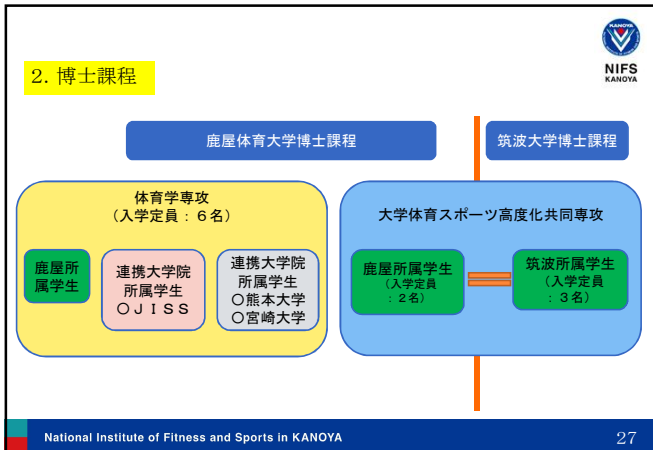 KANOYA
NIFS
KANOYA
2. 博士課程
鹿屋体育大学博士課程
筑波大学博士課程
体育学専攻
（入学定員：６名）
鹿屋所
属学生
連携大学院
所属学生
○ＪＩＳＳ
連携大学院
所属学生
○熊本大学
○宮崎大学
大学体育スポーツ高度化共同専攻
鹿屋所属学生
（入学定員
：２名）
筑波所属学生
（入学定員
：３名）
National Institute of Fitness and Sports in KANOYA
27